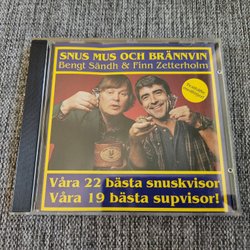 SNUS MUS OCH BRÄNNVIN
Bengt Sändh & Finn Zetterholm
Våra 22 bästa snuskvisor
Våra 19 bästa supvisor!